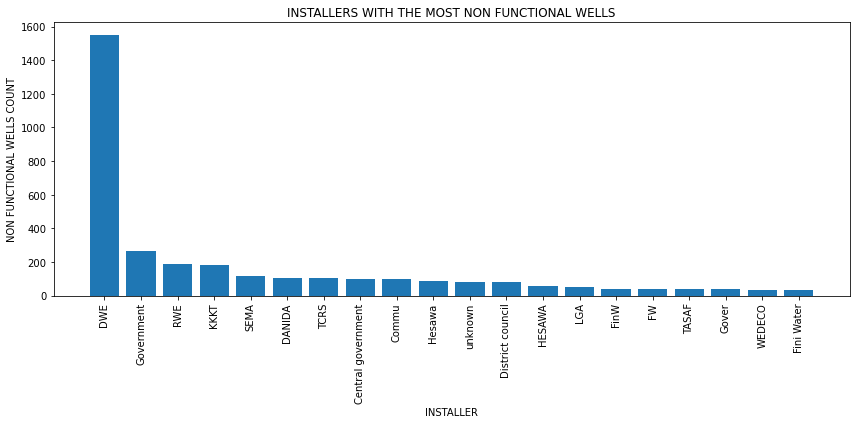 INSTALLERS WITH THE MOST NON FUNCTIONAL WELLS
NON FUNCTIONAL WELLS COUNT
1600
1400
1200
1000
800
600
400
200
0
DWE
Government
RWE
KKKT
SEMA
DANIDA
TCRS
Central government
Commu
Hesawa
unknown
District council
HESAWA
LGA
FinW
FW
TASAF
Gover
WEDECO
Fini Water
INSTALLER